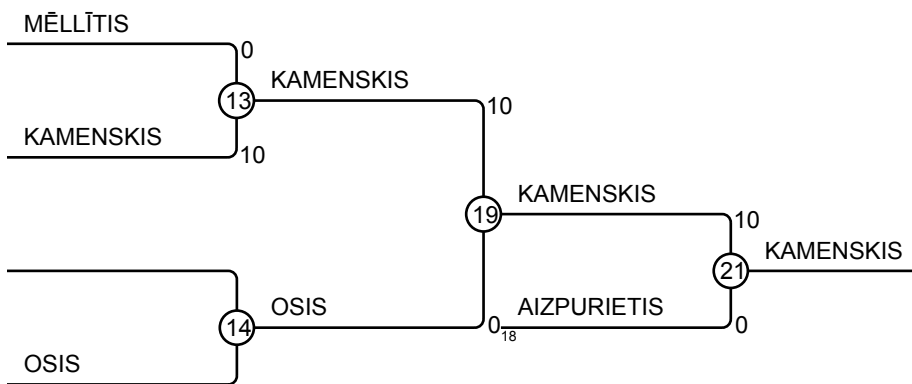 MĒLLĪTIS
0
13
KAMENSKIS
KAMENSKIS
10
10
19
KAMENSKIS
10
21
KAMENSKIS
14
OSIS
0
18
AIZPURIETIS
0
OSIS